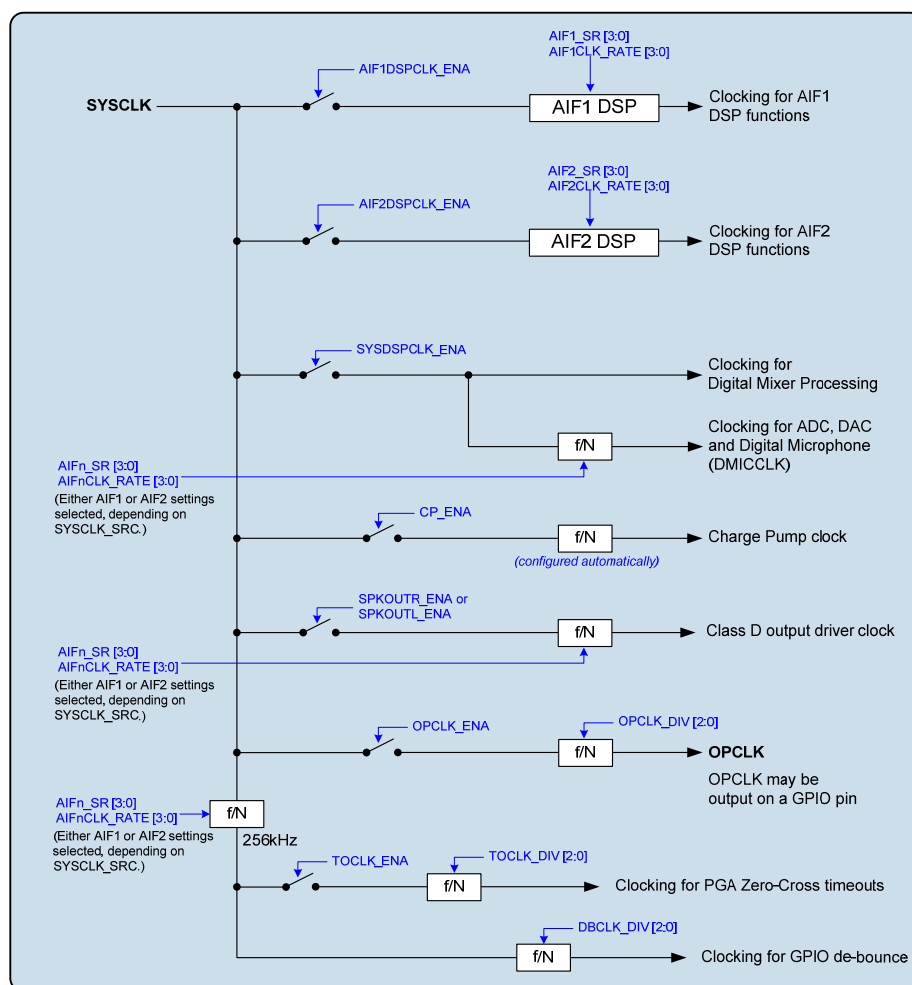 AIF1_SR [3:0]
AIF1CLK_RATE [3:0]
AIF1DSPCLK_ENA
SYSCLK
AIF1 DSP
Clocking for AIF1
DSP functions
AIF2_SR [3:0]
AIF2CLK_RATE [3:0]
AIF2DSPCLK_ENA
AIF2 DSP
Clocking for AIF2
DSP functions
SYSDSPCLK_ENA
Clocking for
Digital Mixer Processing
f/N
Clocking for ADC, DAC
and Digital Microphone
(DMICCLK)
AIFn_SR [3:0]
AIFnCLK_RATE [3:0]
(Either AIF1 or AIF2 settings
selected, depending on
SYSCLK_SRC.)
CP_ENA
f/N
(configured automatically)
Charge Pump clock
SPKOUTR_ENA or
SPKOUTL_ENA
f/N
Class D output driver clock
AIFn_SR [3:0]
AIFnCLK_RATE [3:0]
(Either AIF1 or AIF2 settings
selected, depending on
SYSCLK_SRC.)
OPCLK_ENA
OPCLK_DIV [2:0]
f/N
OPCLK
OPCLK may be
output on a GPIO pin
AIFn_SR [3:0]
AIFnCLK_RATE [3:0]
(Either AIF1 or AIF2 settings
selected, depending on
SYSCLK_SRC.)
f/N
256kHz
TOCLK_ENA
TOCLK_DIV [2:0]
f/N
Clocking for PGA Zero-Cross timeouts
DBCLK_DIV [2:0]
f/N
Clocking for GPIO de-bounce